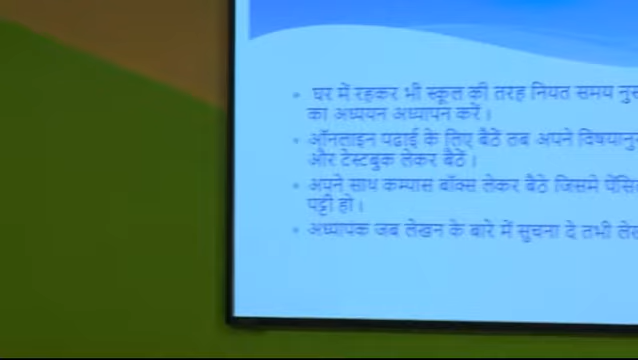 घर में रहकर भी स्कूल की तरह नियत समय
का अध्ययन अध्यापन करें।
ऑनलाइन पढाई के लिए बैठें तब अपने
और टेस्टबुक लेकर बैठें।
अपने साथ कम्पास बॉक्स लेकर बैठे जिसमे
पट्टी हो।
अध्यापक जब लेखन के बारे में सुचना दे तभी